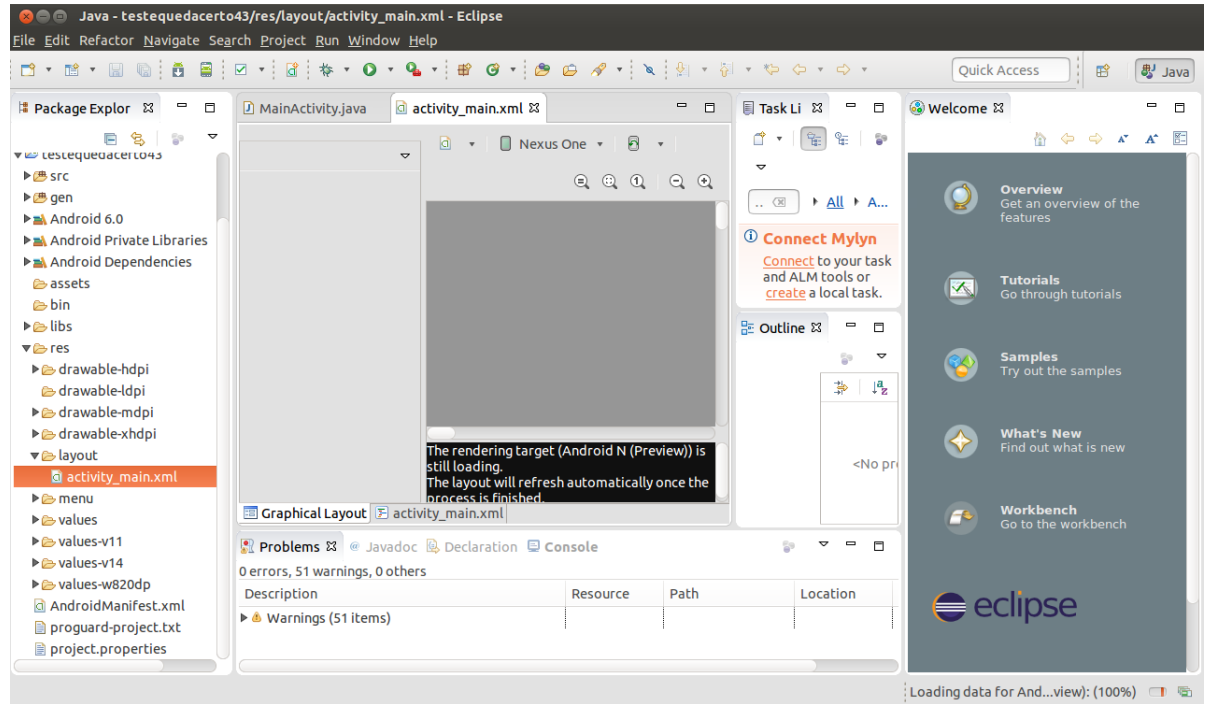 Java - testequedacerto43/res/layout/activity_main.xml - Eclipse
File Edit Refactor Navigate Search Project Run Window Help
Quick Access
Java
Package Explor
testequedacerto43
src
gen
Android 6.0
Android Private Libraries
Android Dependencies
assets
bin
libs
res
drawable-hdpi
drawable-ldpi
drawable-mdpi
drawable-xhdpi
layout
activity_main.xml
menu
values
values-v11
values-v14
values-w820dp
AndroidManifest.xml
proguard-project.txt
project.properties
MainActivity.java
activity_main.xml
Nexus One
The rendering target (Android N (Preview)) is
still loading.
The layout will refresh automatically once the
process is finished.
Graphical Layout
activity_main.xml
Task Li
..
All
A...
Connect Mylyn
Connect to your task
and ALM tools or
create a local task.
Outline
<No pr
Problems
@ Javadoc
Declaration
Console
0 errors, 51 warnings, 0 others
Description Resource Path Location
Warnings (51 items)
Welcome
Overview
Get an overview of the
features
Tutorials
Go through tutorials
Samples
Try out the samples
What's New
Find out what is new
Workbench
Go to the workbench
eclipse
Loading data for And...view): (100%)